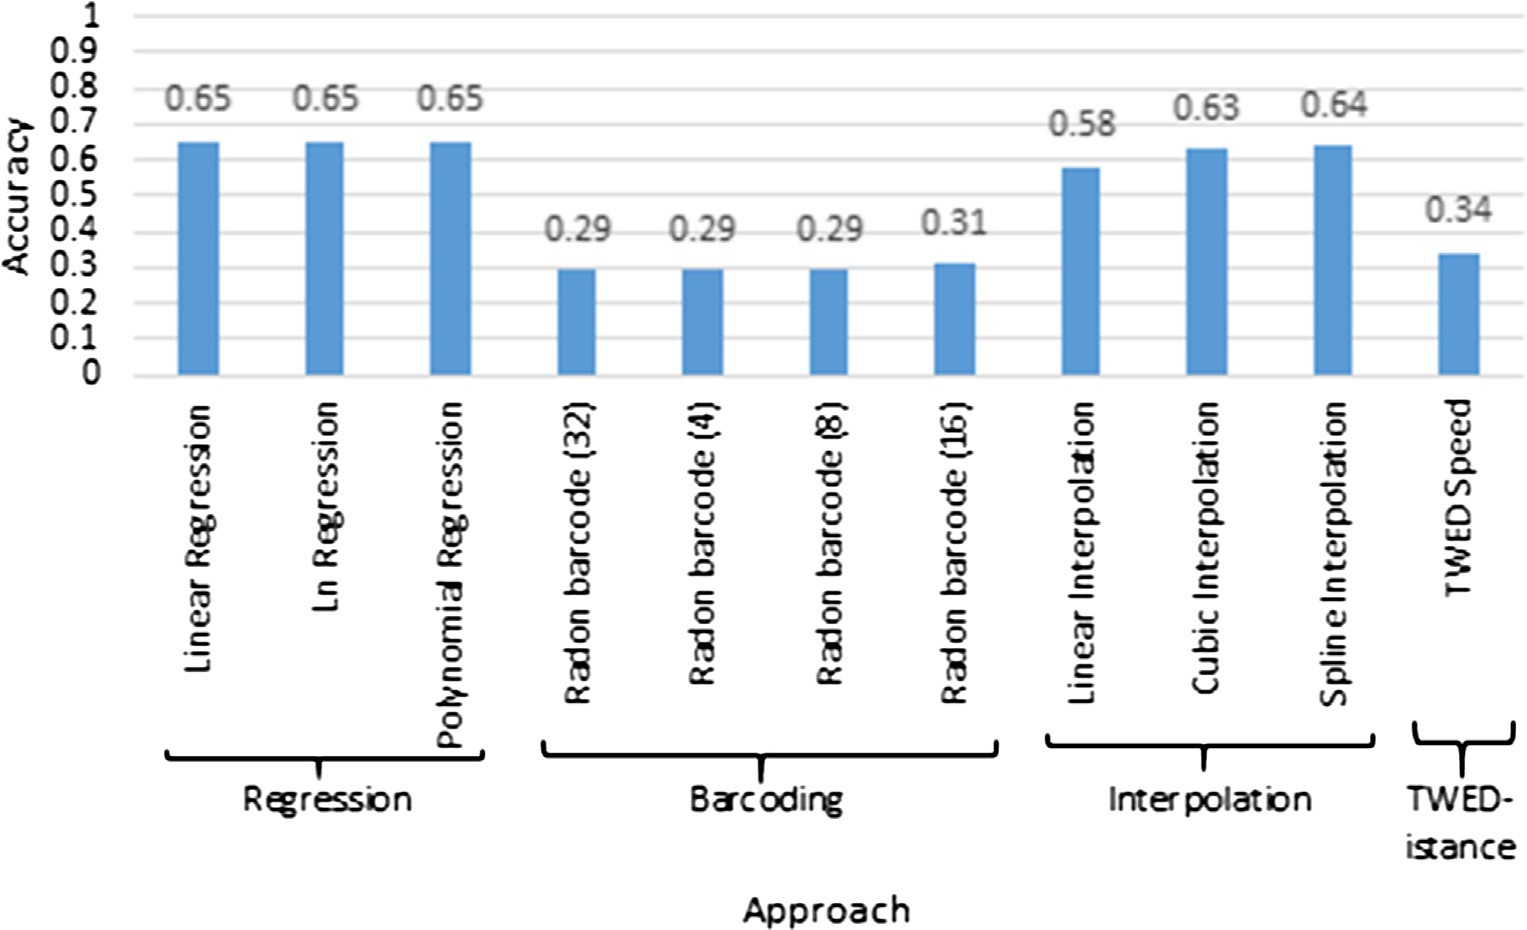 1
0.9
0.8
0.7
0.6
0.5
0.4
0.3
0.2
0.1
0
Accuracy
0.65
0.65
0.65
0.29
0.29
0.29
0.31
0.58
0.63
0.64
0.34
Linear Regression
Ln Regression
Polynomial Regression
Radon barcode (32)
Radon barcode (4)
Radon barcode (8)
Radon barcode (16)
Linear Interpolation
Cubic Interpolation
Spline Interpolation
TWED Speed
Regression
Barcoding
Interpolation
TWED-
istance
Approach